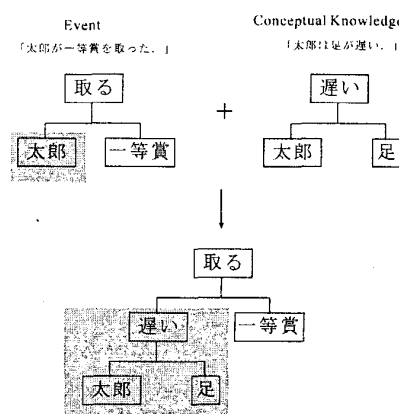 Event
Conceptual Knowledge
「太郎が一等賞を取った．」
「太郎は足が遅い．」
取る
+
遅い
太郎
一等賞
太郎
足
取る
遅い
一等賞
太郎
足